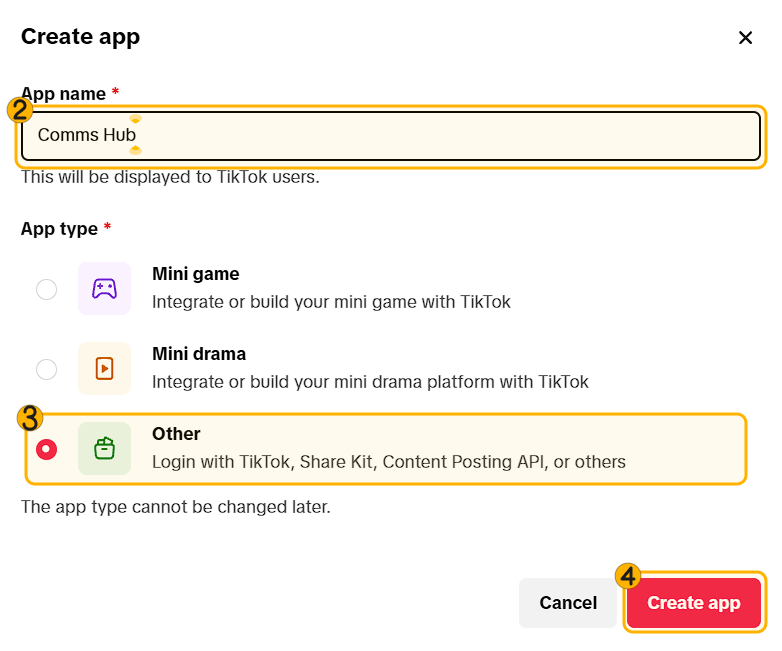 Create app
App name *
2
Comms Hub
This will be displayed to TikTok users.
App type *
Mini game
Integrate or build your mini game with TikTok
Mini drama
Integrate or build your mini drama platform with TikTok
3
Other
Login with TikTok, Share Kit, Content Posting API, or others
The app type cannot be changed later.
4
Cancel
Create app